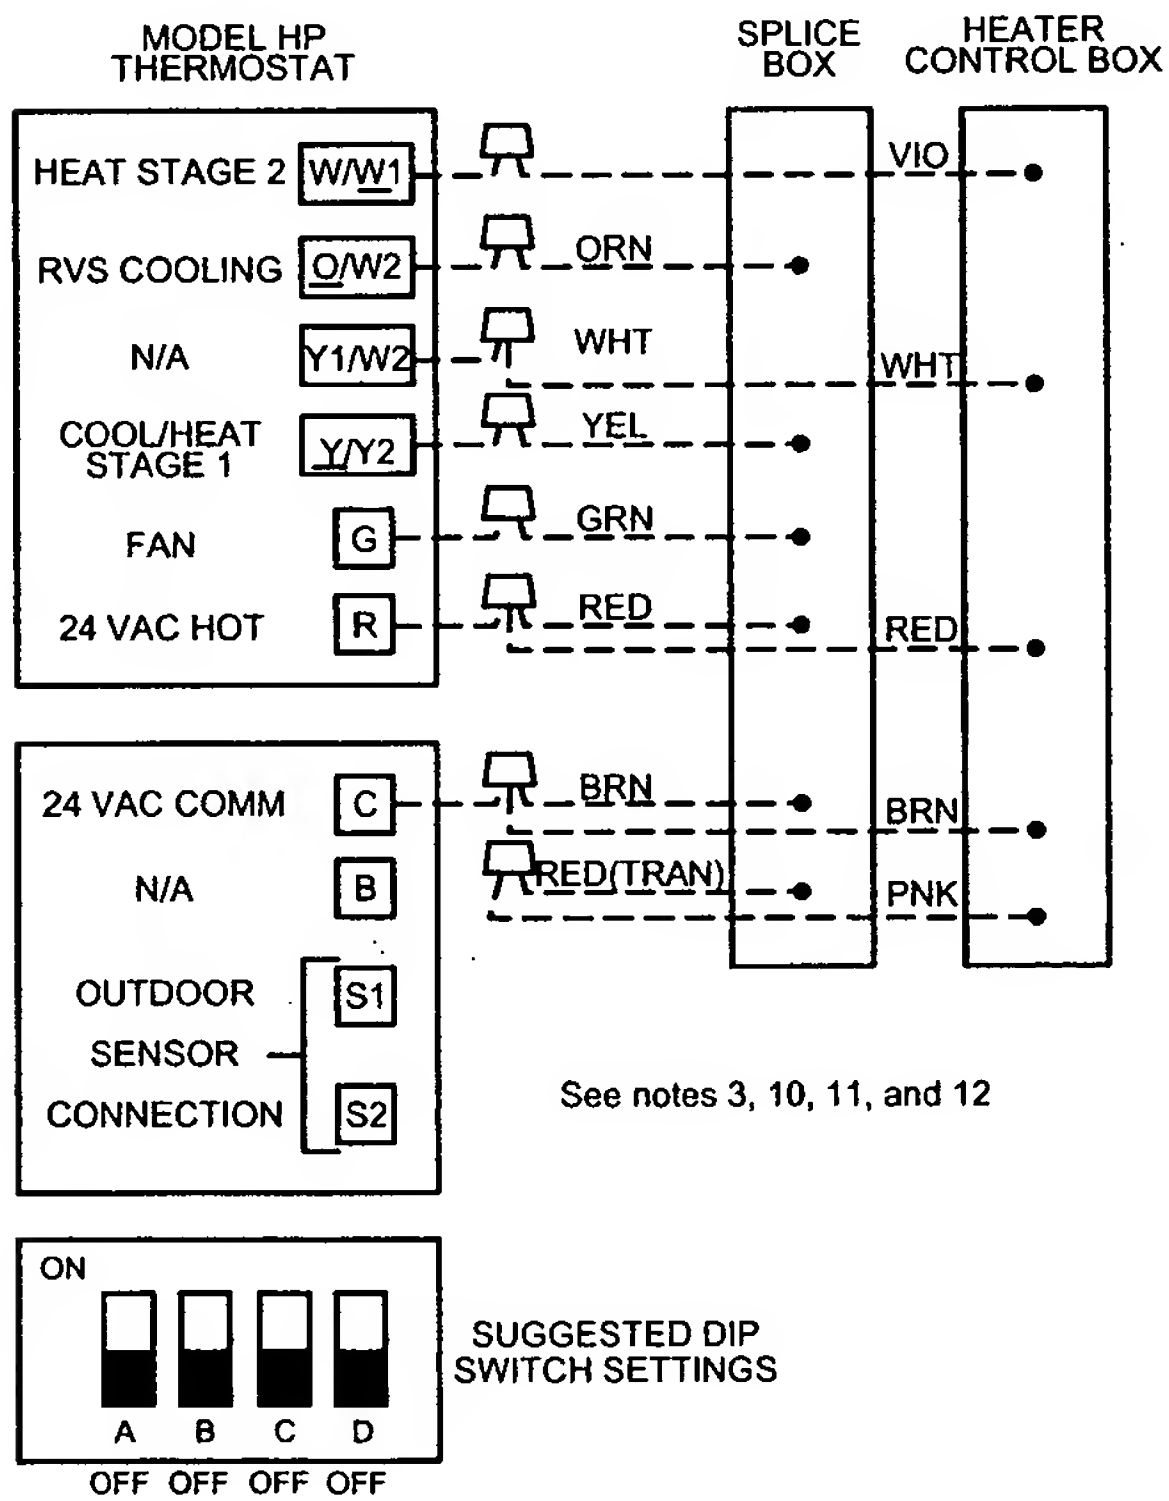 MODEL HP
THERMOSTAT
SPLICE
BOX
HEATER
CONTROL BOX
HEAT STAGE 2 W/W1
VIO
RVS COOLING O/W2
ORN
N/A Y1/W2
WHT
WHT
COOL/HEAT
STAGE 1
Y/Y2
YEL
FAN G
GRN
24 VAC HOT R
RED
RED
24 VAC COMM C
BRN
BRN
N/A B
RED(TRAN)
PNK
OUTDOOR
SENSOR
CONNECTION
S1
S2
See notes 3, 10, 11, and 12
ON
A B C D
OFF OFF OFF OFF
SUGGESTED DIP
SWITCH SETTINGS